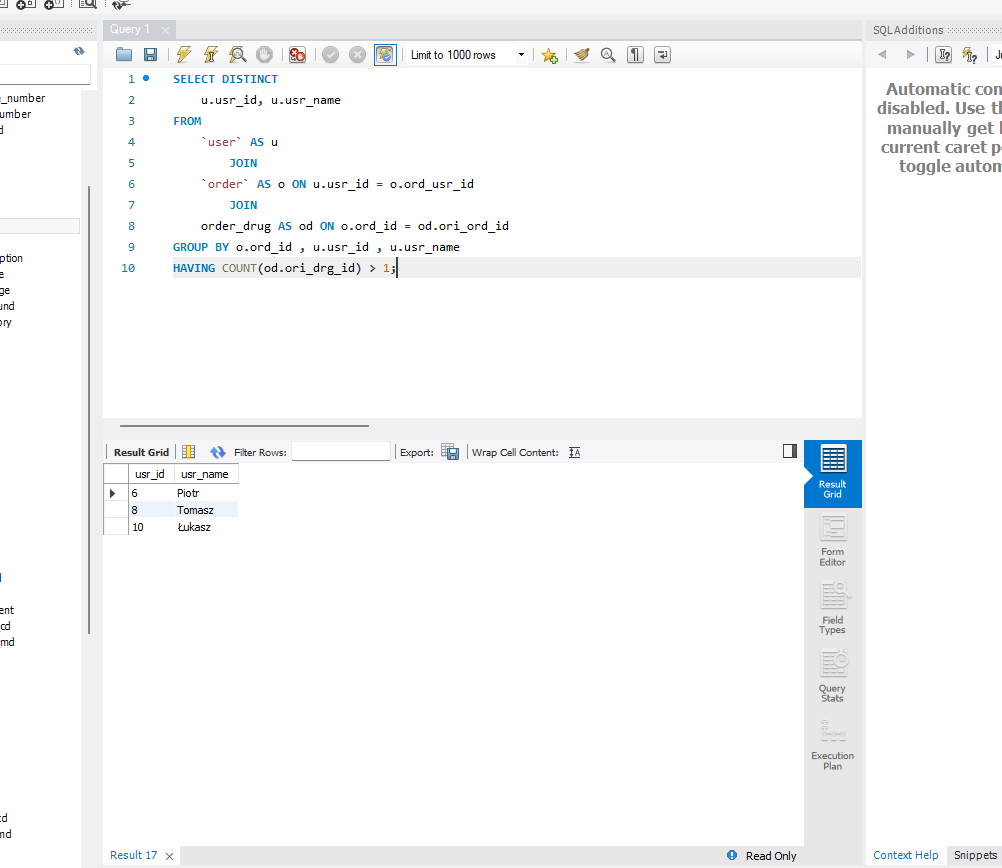 Query 1
SQLAdditions
Limit to 1000 rows
e_number
umber
d
ption
e
ge
und
ory
ent
cd
md
cd
md
1 SELECT DISTINCT
2 u.usr_id, u.usr_name
3 FROM
4 `user` AS u
5 JOIN
6 `order` AS o ON u.usr_id = o.ord_usr_id
7 JOIN
8 order_drug AS od ON o.ord_id = od.ori_ord_id
9 GROUP BY o.ord_id , u.usr_id , u.usr_name
10 HAVING COUNT(od.ori_drg_id) > 1;
Automatic con
disabled. Use th
manually get h
current caret po
toggle autom
Result Grid Filter Rows: Export: Wrap Cell Content:
usr_id usr_name
6 Piotr
8 Tomasz
10 Łukasz
Result
Grid
Form
Editor
Field
Types
Query
Stats
Execution
Plan
Result 17
Read Only
Context Help Snippets